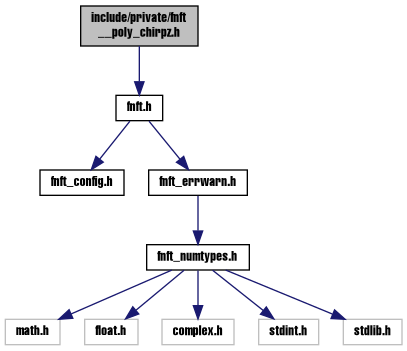 include/private/fnft
__poly_chirpz.h
fnft.h
fnft_config.h
fnft_errwarn.h
fnft_numtypes.h
math.h
float.h
complex.h
stdint.h
stdlib.h